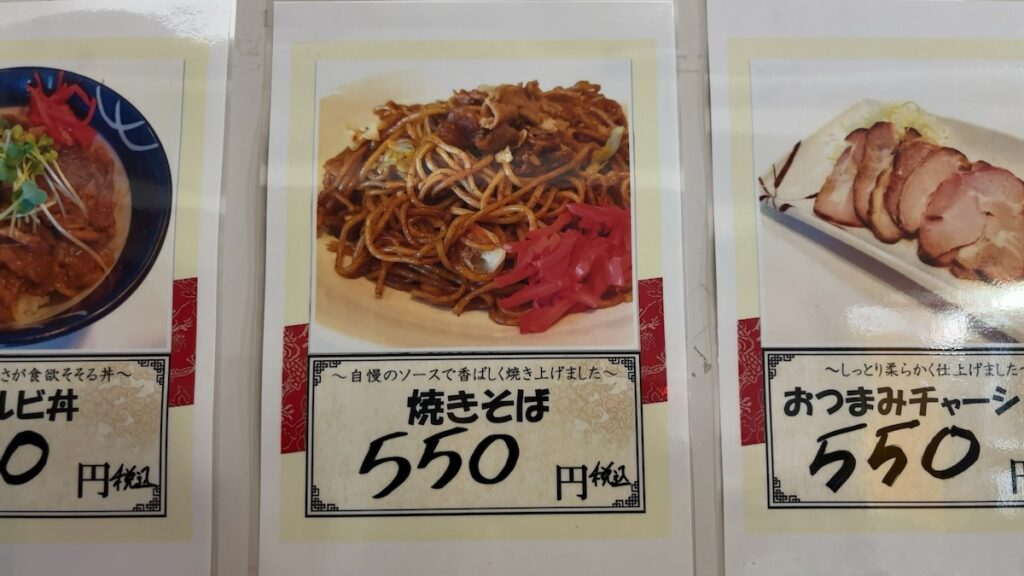 さが食欲そそる丼～
ルビ丼
0
円税込
～自慢のソースで香ばしく焼き上げました～
焼きそば
550
円税込
～しっとり柔らかく仕上げました～
おつまみチャーシ
550
円